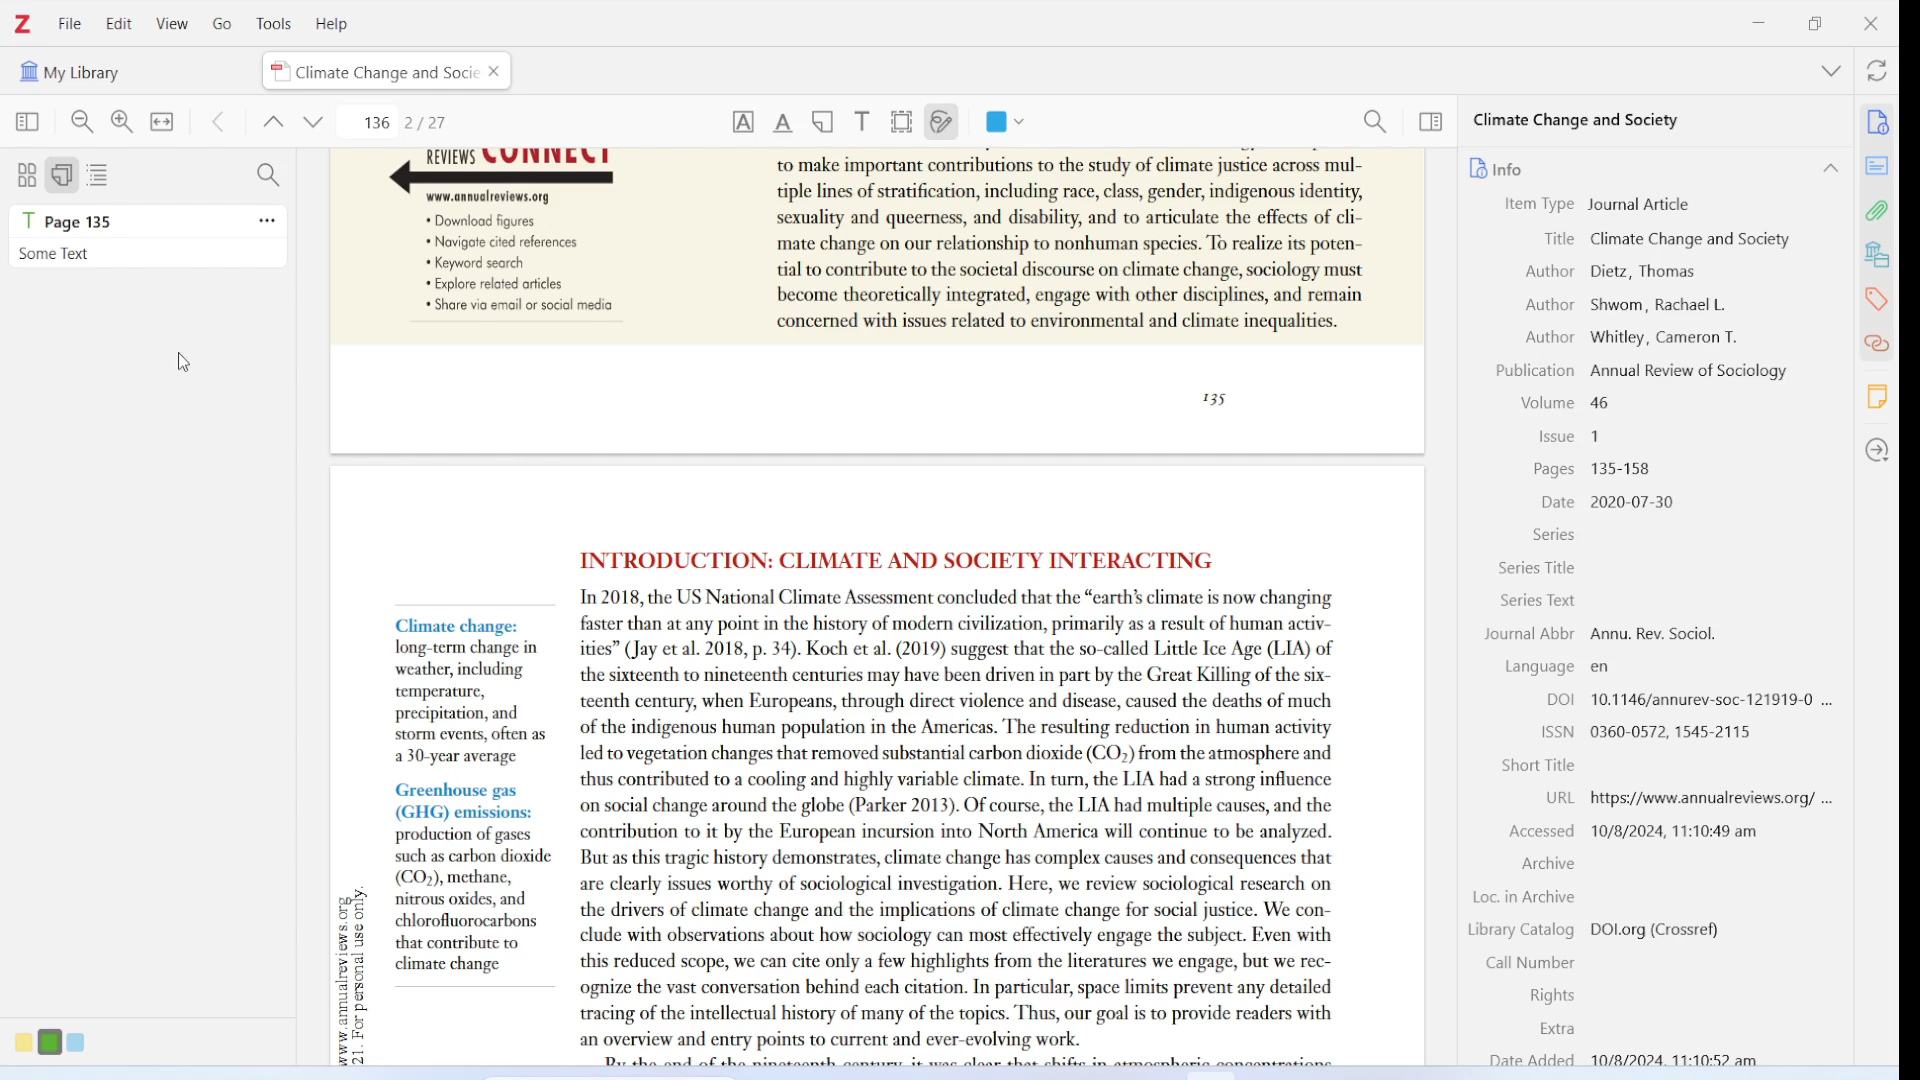 Z File Edit View Go Tools Help
My Library
Climate Change and Socie
136 2 / 27
Page 135
Some Text
REVIEWS CONNECT
www.annualreviews.org
• Download figures
• Navigate cited references
• Keyword search
• Explore related articles
• Share via email or social media
to make important contributions to the study of climate justice across mul-
tiple lines of stratification, including race, class, gender, indigenous identity,
sexuality and queerness, and disability, and to articulate the effects of cli-
mate change on our relationship to nonhuman species. To realize its poten-
tial to contribute to the societal discourse on climate change, sociology must
become theoretically integrated, engage with other disciplines, and remain
concerned with issues related to environmental and climate inequalities.
135
INTRODUCTION: CLIMATE AND SOCIETY INTERACTING
In 2018, the US National Climate Assessment concluded that the “earth’s climate is now changing
faster than at any point in the history of modern civilization, primarily as a result of human activ-
ities” (Jay et al. 2018, p. 34). Koch et al. (2019) suggest that the so-called Little Ice Age (LIA) of
the sixteenth to nineteenth centuries may have been driven in part by the Great Killing of the six-
teenth century, when Europeans, through direct violence and disease, caused the deaths of much
of the indigenous human population in the Americas. The resulting reduction in human activity
led to vegetation changes that removed substantial carbon dioxide (CO2) from the atmosphere and
thus contributed to a cooling and highly variable climate. In turn, the LIA had a strong influence
on social change around the globe (Parker 2013). Of course, the LIA had multiple causes, and the
contribution to it by the European incursion into North America will continue to be analyzed.
But as this tragic history demonstrates, climate change has complex causes and consequences that
are clearly issues worthy of sociological investigation. Here, we review sociological research on
the drivers of climate change and the implications of climate change for social justice. We con-
clude with observations about how sociology can most effectively engage the subject. Even with
this reduced scope, we can cite only a few highlights from the literatures we engage, but we rec-
ognize the vast conversation behind each citation. In particular, space limits prevent any detailed
tracing of the intellectual history of many of the topics. Thus, our goal is to provide readers with
an overview and entry points to current and ever-evolving work.
By the end of the nineteenth century, it was clear that shifts in atmospheric concentrations
Climate change:
long-term change in
weather, including
temperature,
precipitation, and
storm events, often as
a 30-year average
Greenhouse gas
(GHG) emissions:
production of gases
such as carbon dioxide
(CO2), methane,
nitrous oxides, and
chlorofluorocarbons
that contribute to
climate change
www.annualreviews.org
21. For personal use only.
Climate Change and Society
Info
Item Type Journal Article
Title Climate Change and Society
Author Dietz, Thomas
Author Shwom, Rachael L.
Author Whitley, Cameron T.
Publication Annual Review of Sociology
Volume 46
Issue 1
Pages 135-158
Date 2020-07-30
Series
Series Title
Series Text
Journal Abbr Annu. Rev. Sociol.
Language en
DOI 10.1146/annurev-soc-121919-0 ...
ISSN 0360-0572, 1545-2115
Short Title
URL https://www.annualreviews.org/ ...
Accessed 10/8/2024, 11:10:49 am
Archive
Loc. in Archive
Library Catalog DOI.org (Crossref)
Call Number
Rights
Extra
Date Added 10/8/2024, 11:10:52 am